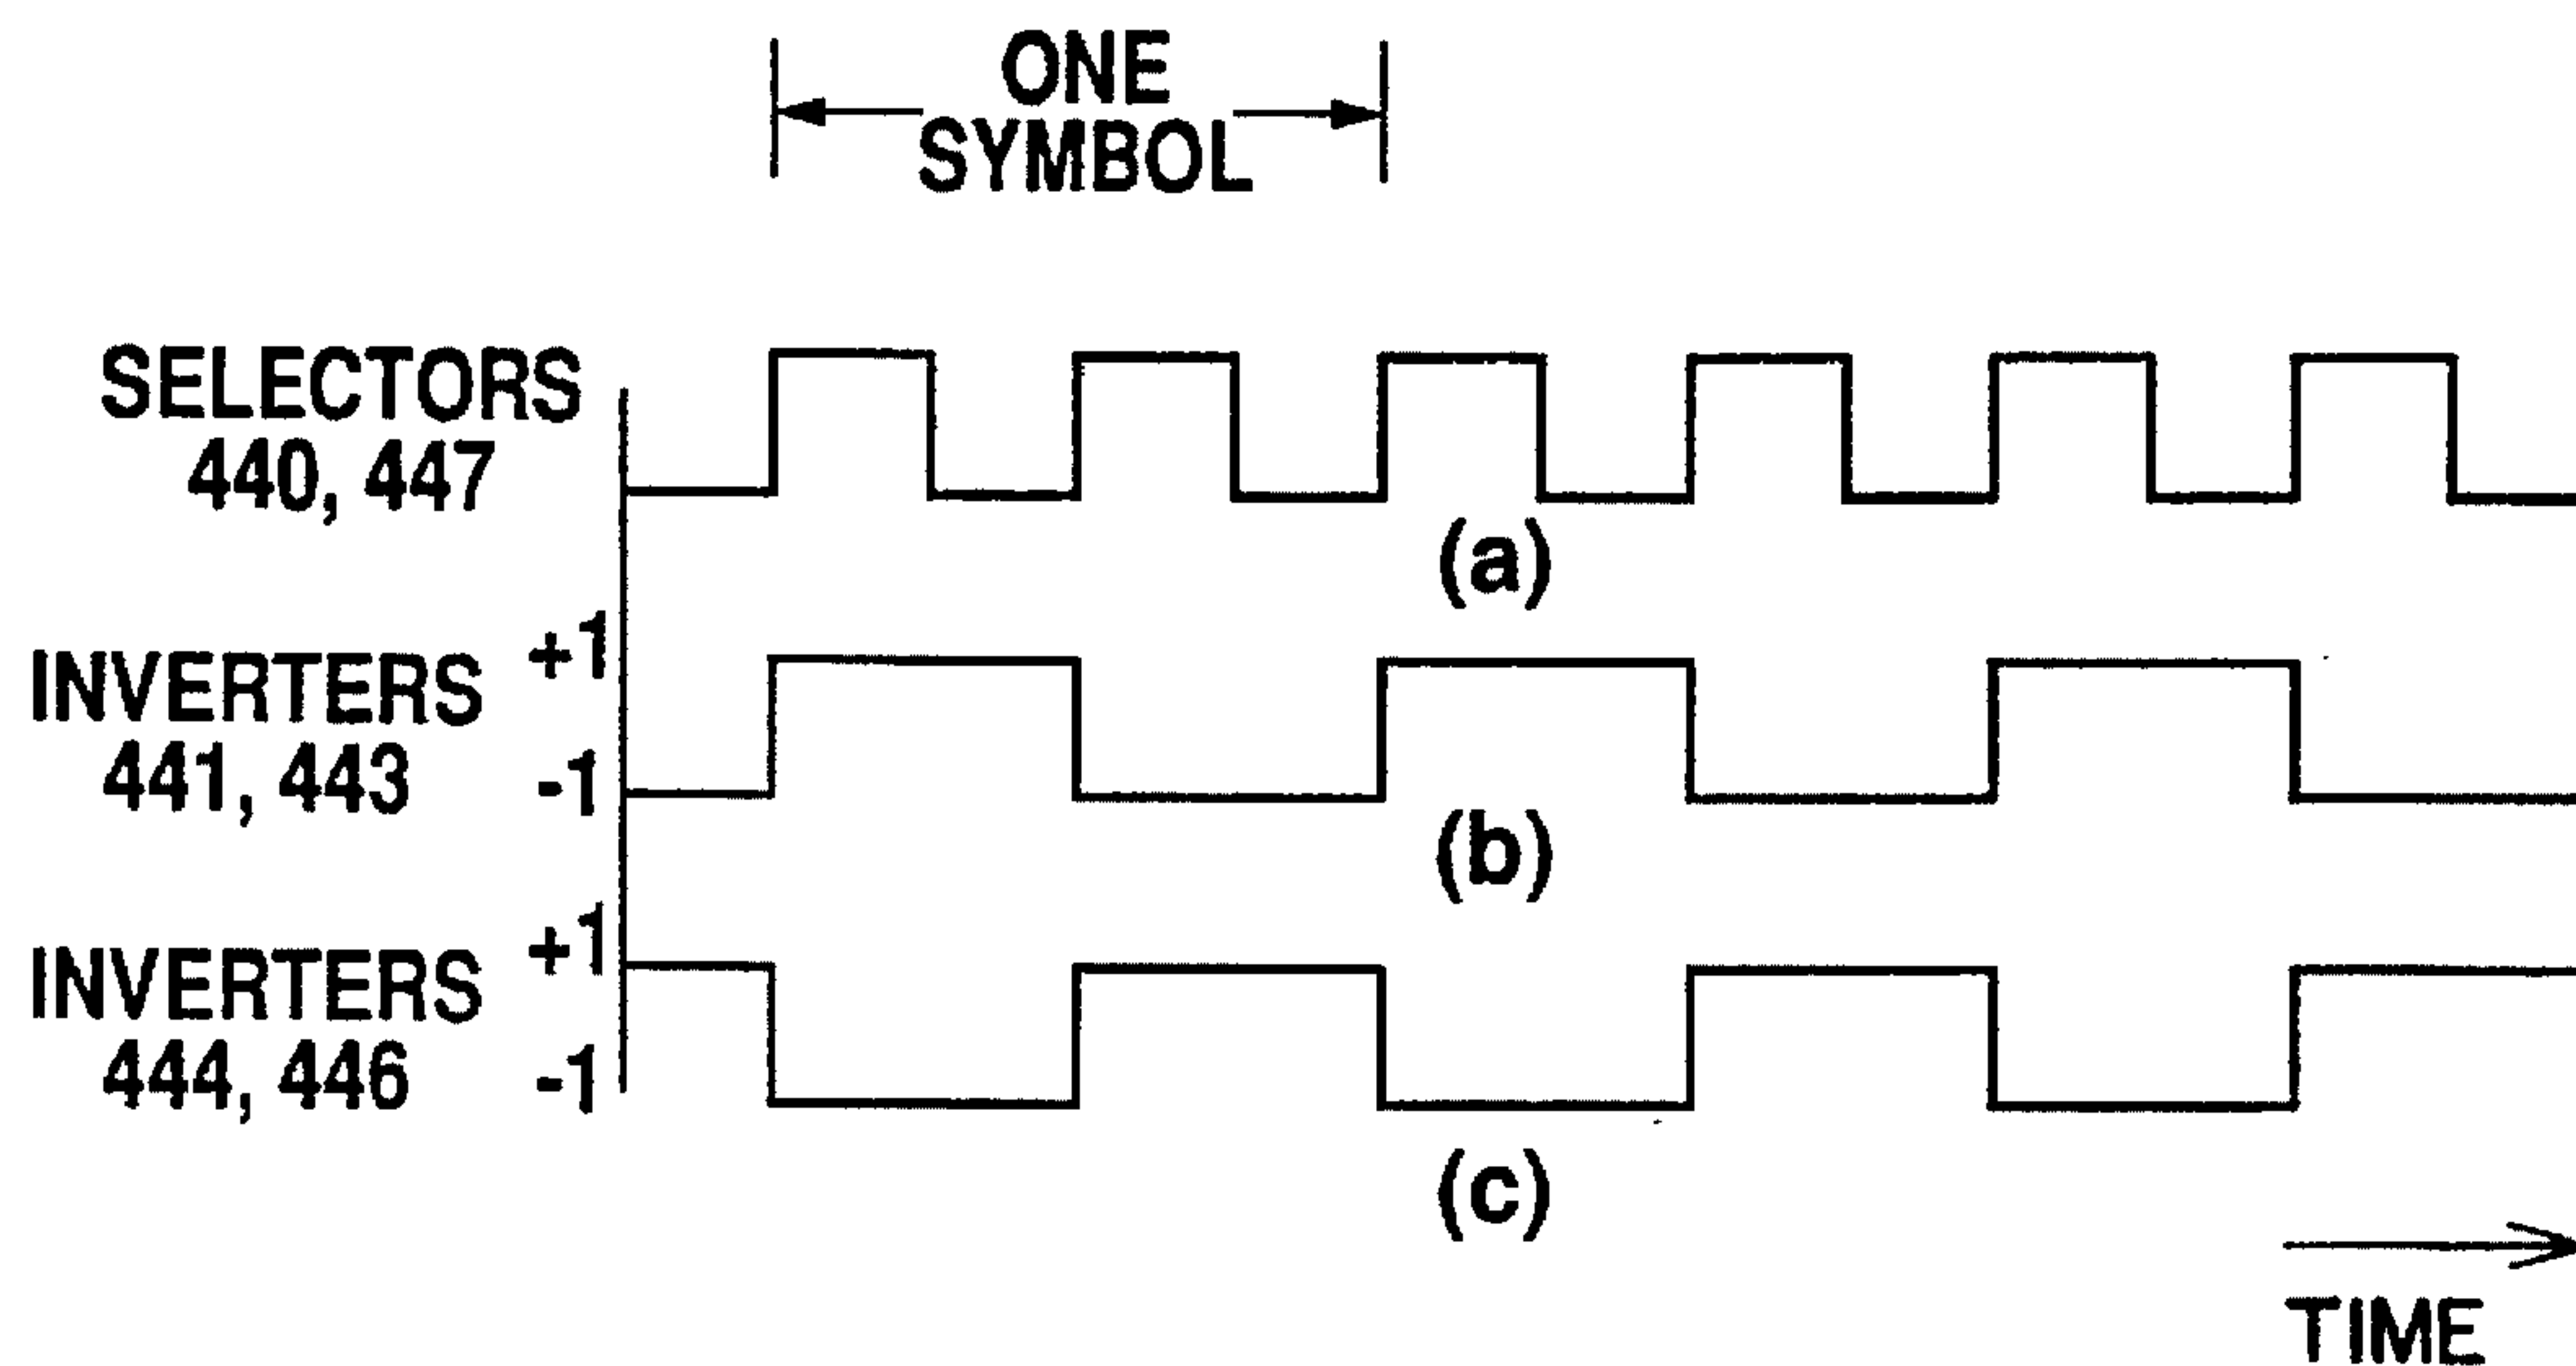 ONE
SYMBOL
SELECTORS
440, 447
(a)
INVERTERS
441, 443
+1
-1
(b)
INVERTERS
444, 446
+1
-1
(c)
TIME